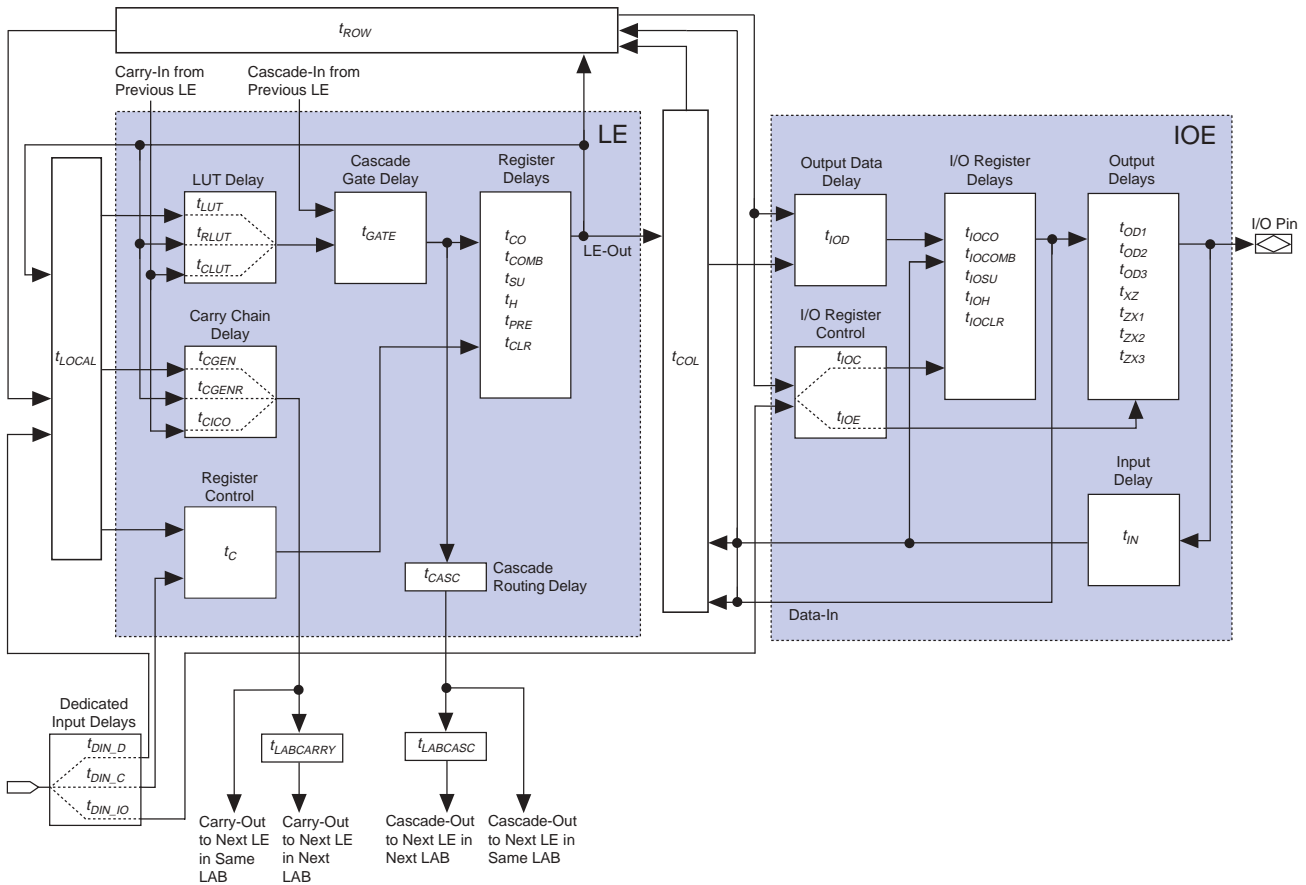 tROW
Carry-In from
Previous LE
Cascade-In from
Previous LE
LE
IOE
LUT Delay
tLUT
tRLUT
tCLUT
Cascade
Gate Delay
tGATE
Register
Delays
tCO
tCOMB
tSU
tH
tPRE
tCLR
LE-Out
Output Data
Delay
tIOD
I/O Register
Delays
tIOCO
tIOCOMB
tIOSU
tIOH
tIOCLR
Output
Delays
tOD1
tOD2
tOD3
tXZ
tZX1
tZX2
tZX3
I/O Pin
tLOCAL
Carry Chain
Delay
tCGEN
tCGENR
tCICO
tCOL
I/O Register
Control
tIOC
tIOE
Input
Delay
tIN
Register
Control
tC
tCASC
Cascade
Routing Delay
Data-In
Dedicated
Input Delays
tDIN_D
tDIN_C
tDIN_IO
tLABCARRY
tLABCASC
Carry-Out
to Next LE
in Same
LAB
Carry-Out
to Next LE
in Next
LAB
Cascade-Out
to Next LE in
Next LAB
Cascade-Out
to Next LE in
Same LAB